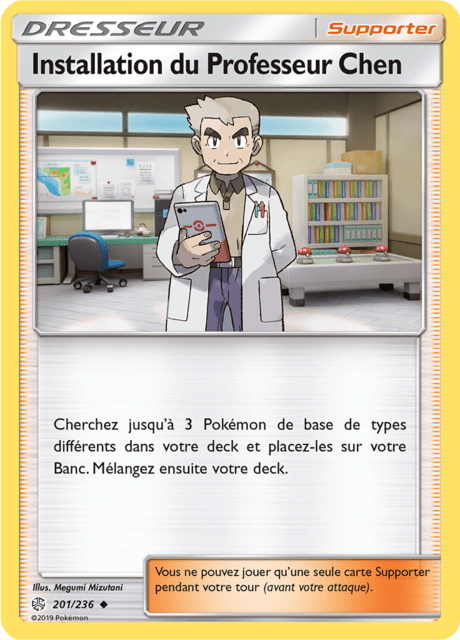 DRESSEUR
Supporter
Installation du Professeur Chen
Cherchez jusqu'à 3 Pokémon de base de types
différents dans votre deck et placez-les sur votre
Banc. Mélangez ensuite votre deck.
Vous ne pouvez jouer qu'une seule carte Supporter
pendant votre tour (avant votre attaque).
Illus. Megumi Mizutani
201/236
©2019 Pokémon